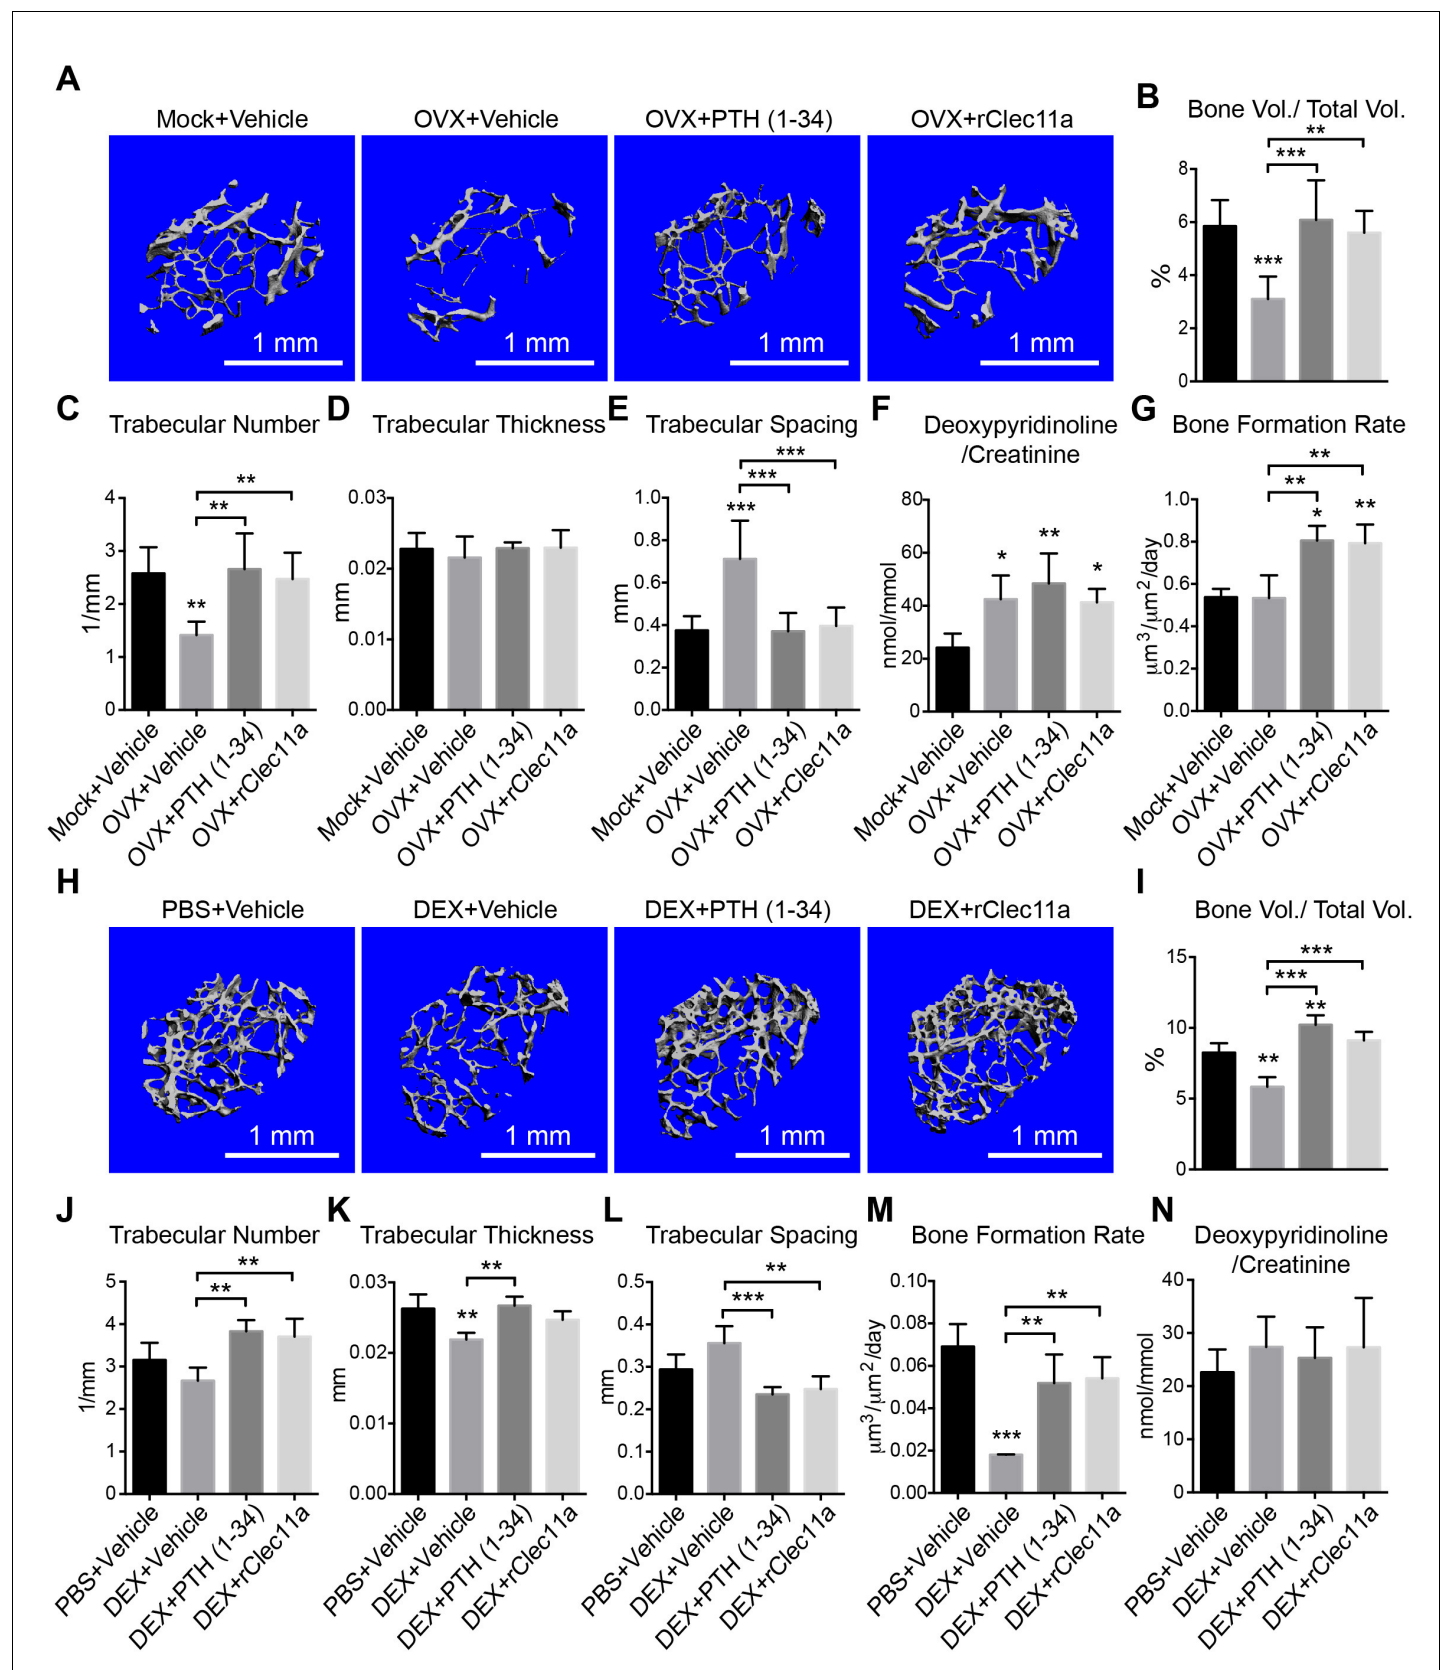 A
Mock+Vehicle
OVX+Vehicle
OVX+PTH (1-34)
OVX+rClec11a
1 mm
1 mm
1 mm
1 mm
B
Bone Vol./ Total Vol.
**
***
***
%
8
6
4
2
0
C
Trabecular Number
**
**
**
1/mm
4
3
2
1
0
Mock+Vehicle
OVX+Vehicle
OVX+PTH (1-34)
OVX+rClec11a
D
Trabecular Thickness
mm
0.03
0.02
0.01
0.00
Mock+Vehicle
OVX+Vehicle
OVX+PTH (1-34)
OVX+rClec11a
E
Trabecular Spacing
***
***
***
mm
1.0
0.8
0.6
0.4
0.2
0.0
Mock+Vehicle
OVX+Vehicle
OVX+PTH (1-34)
OVX+rClec11a
F
Deoxypyridinoline
/Creatinine
*
**
*
nmol/mmol
80
60
40
20
0
Mock+Vehicle
OVX+Vehicle
OVX+PTH (1-34)
OVX+rClec11a
G
Bone Formation Rate
**
**
*
**
µm³/µm²/day
1.0
0.8
0.6
0.4
0.2
0.0
Mock+Vehicle
OVX+Vehicle
OVX+PTH (1-34)
OVX+rClec11a
H
PBS+Vehicle
DEX+Vehicle
DEX+PTH (1-34)
DEX+rClec11a
1 mm
1 mm
1 mm
1 mm
I
Bone Vol./ Total Vol.
***
***
**
**
%
15
10
5
0
J
Trabecular Number
**
**
1/mm
5
4
3
2
1
0
PBS+Vehicle
DEX+Vehicle
DEX+PTH (1-34)
DEX+rClec11a
K
Trabecular Thickness
**
**
mm
0.03
0.02
0.01
0.00
PBS+Vehicle
DEX+Vehicle
DEX+PTH (1-34)
DEX+rClec11a
L
Trabecular Spacing
**
***
mm
0.5
0.4
0.3
0.2
0.1
0.0
PBS+Vehicle
DEX+Vehicle
DEX+PTH (1-34)
DEX+rClec11a
M
Bone Formation Rate
**
**
***
µm³/µm²/day
0.10
0.08
0.06
0.04
0.02
0.00
PBS+Vehicle
DEX+Vehicle
DEX+PTH (1-34)
DEX+rClec11a
N
Deoxypyridinoline
/Creatinine
nmol/mmol
40
30
20
10
0
PBS+Vehicle
DEX+Vehicle
DEX+PTH (1-34)
DEX+rClec11a